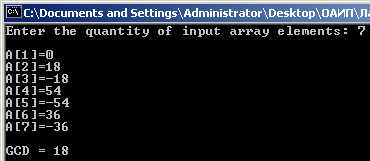 C:\Documents and Settings\Administrator\Desktop\ОАИП\
Enter the quantity of input array elements: 7
A[1]=0
A[2]=18
A[3]=-18
A[4]=54
A[5]=-54
A[6]=36
A[7]=-36
GCD = 18